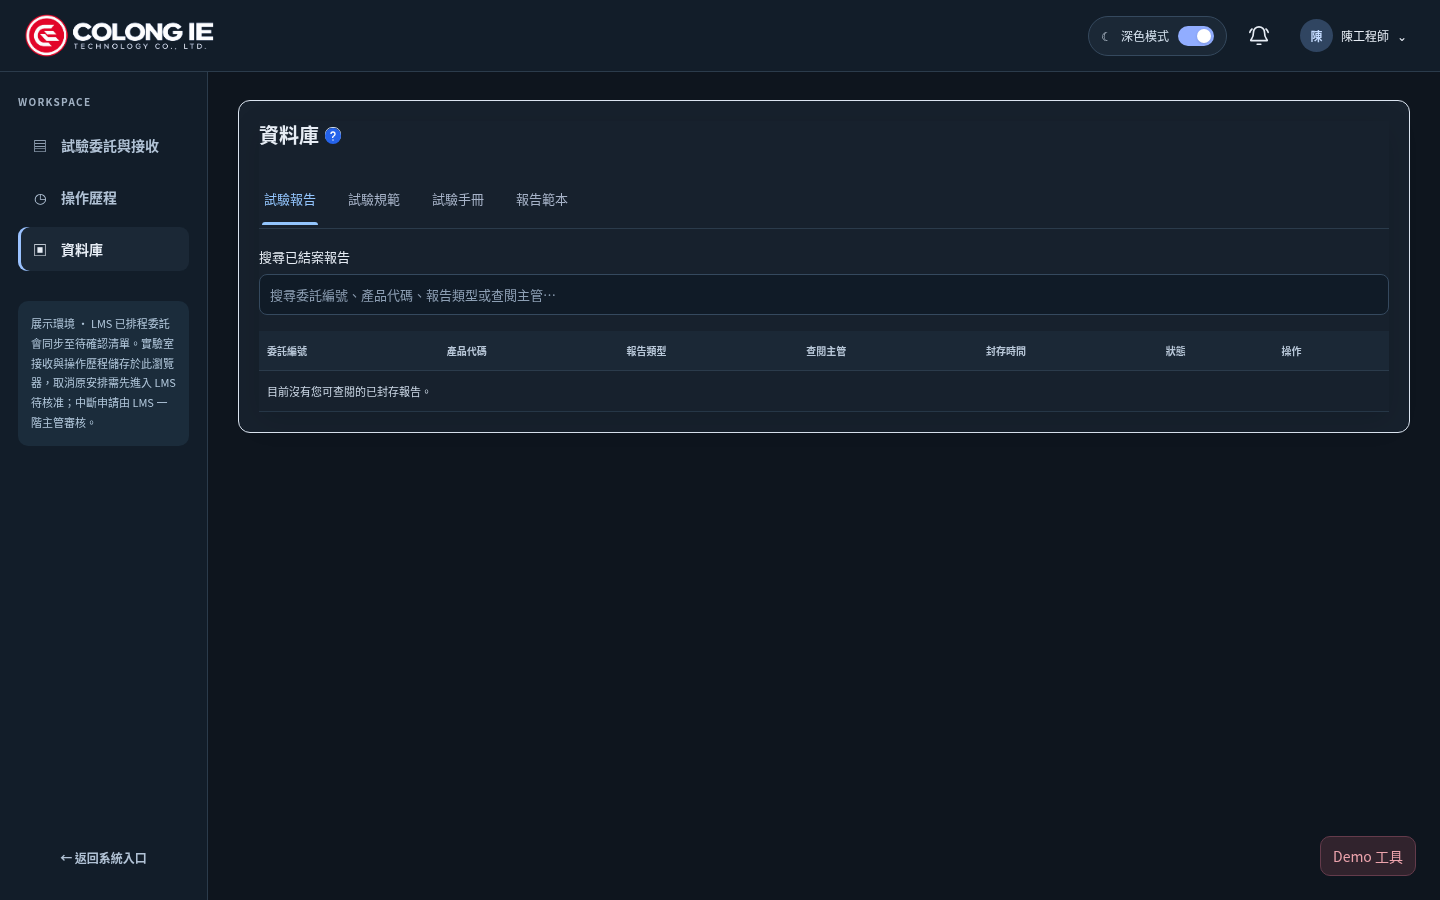 COLONG IE
TECHNOLOGY CO., LTD.
深色模式
陳
陳工程師
WORKSPACE
試驗委託與接收
操作歷程
資料庫
展示環境 · LMS 已排程委託
會同步至待確認清單。實驗室
接收與操作歷程儲存於此瀏覽
器，取消原安排需先進入 LMS
待核准；中斷申請由 LMS 一
階主管審核。
← 返回系統入口
資料庫 ?
試驗報告 試驗規範 試驗手冊 報告範本
搜尋已結案報告
搜尋委託編號、產品代碼、報告類型或查閱主管…
委託編號 產品代碼 報告類型 查閱主管 封存時間 狀態 操作
目前沒有您可查閱的已封存報告。
Demo 工具